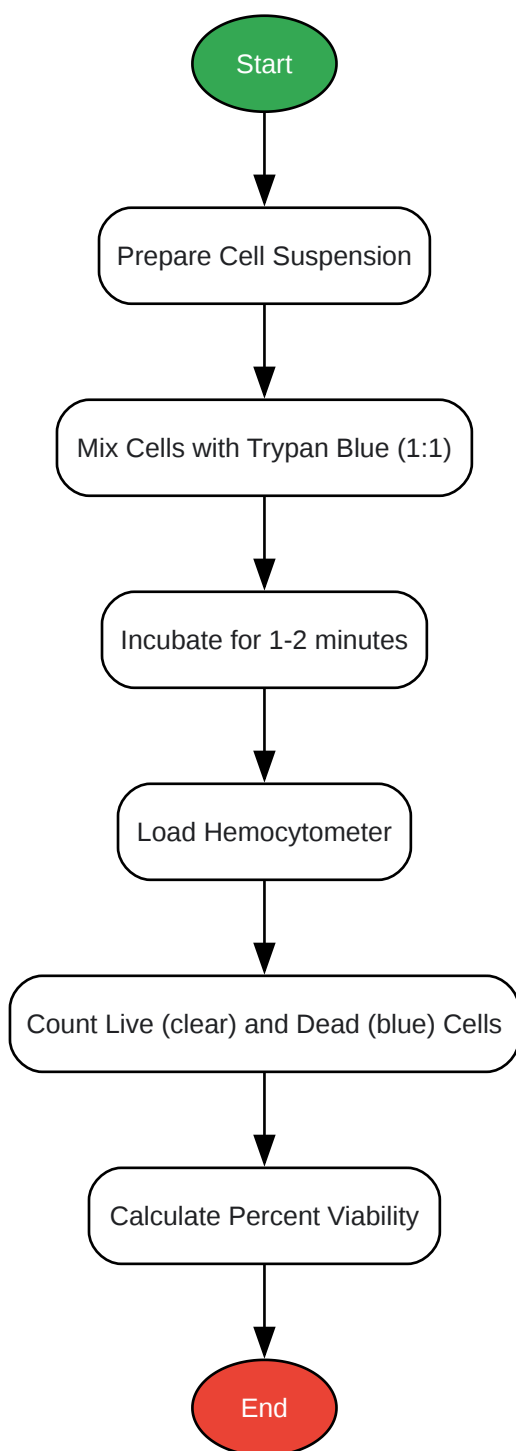 Start
Prepare Cell Suspension
Mix Cells with Trypan Blue (1:1)
Incubate for 1-2 minutes
Load Hemocytometer
Count Live (clear) and Dead (blue) Cells
Calculate Percent Viability
End